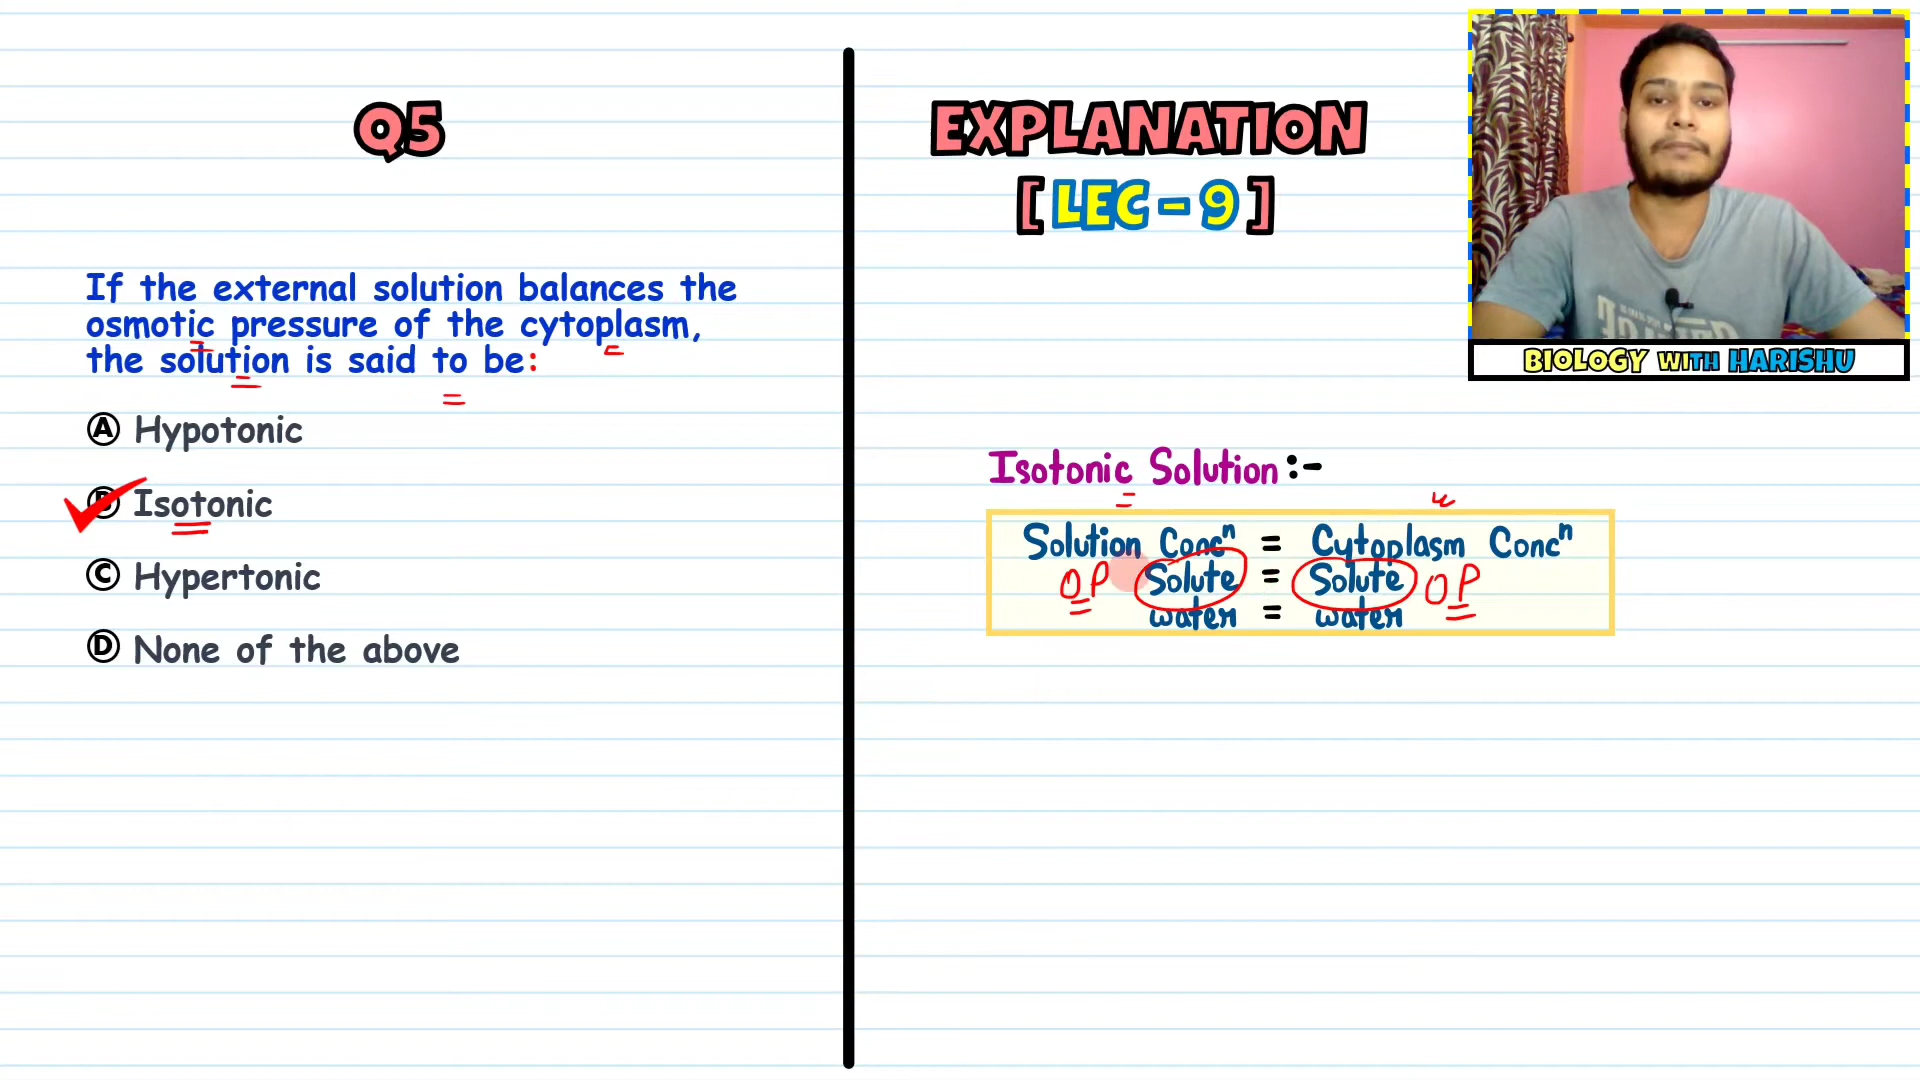 Q5
If the external solution balances the
osmotic pressure of the cytoplasm,
the solution is said to be:
A Hypotonic
B Isotonic
C Hypertonic
D None of the above
EXPLANATION
[ LEC - 9 ]
Isotonic Solution :-
Solution Concⁿ = Cytoplasm Concⁿ
OP Solute = Solute OP
water = water
BIOLOGY WITH HARISHU